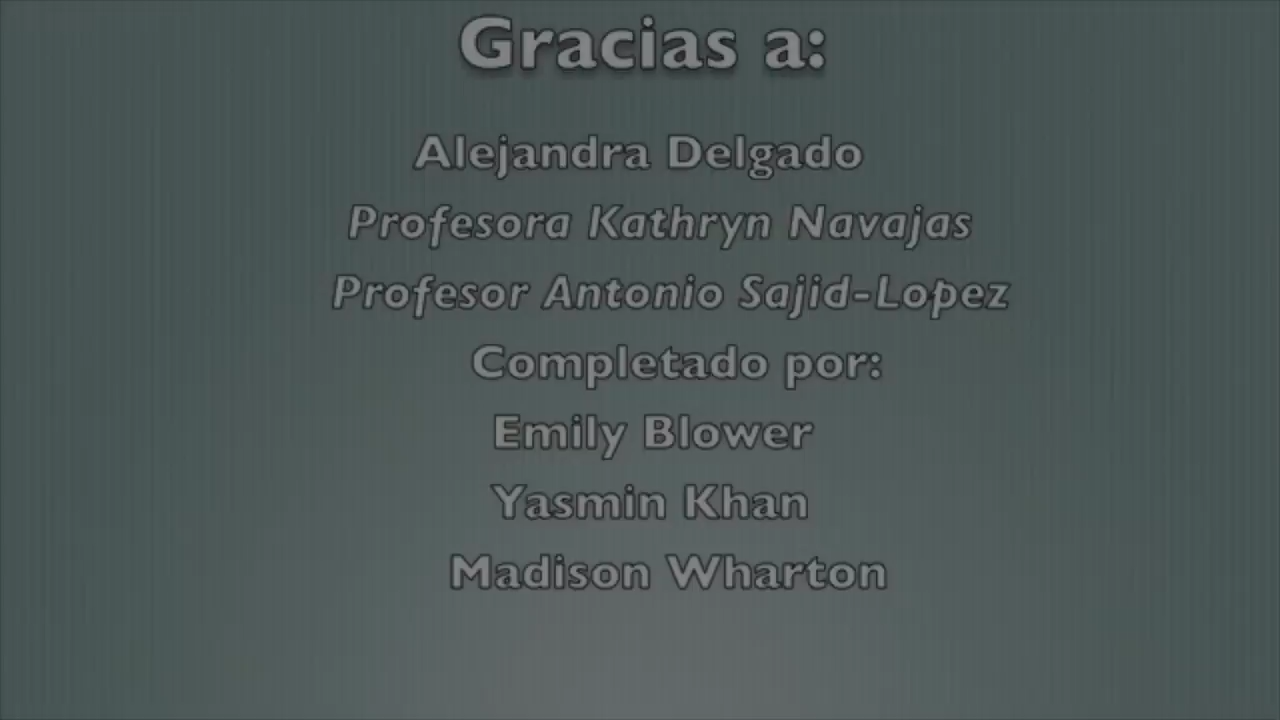 Gracias a:
Alejandra Delgado
Profesora Kathryn Navajas
Profesor Antonio Sajid-Lopez
Completado por:
Emily Blower
Yasmin Khan
Madison Wharton